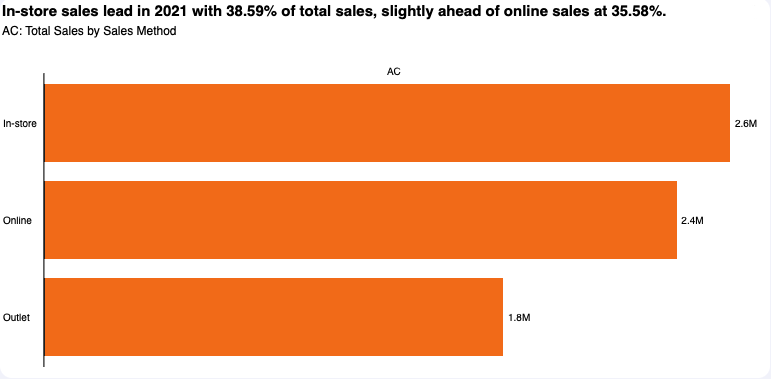 In-store sales lead in 2021 with 38.59% of total sales, slightly ahead of online sales at 35.58%.
AC: Total Sales by Sales Method
AC
In-store
2.6M
Online
2.4M
Outlet
1.8M